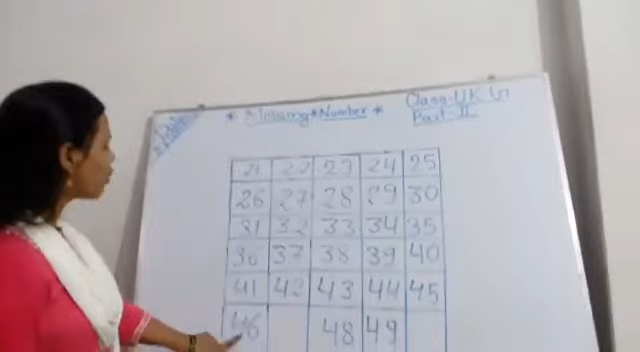 * Missing * Number *
Class-U.K.G
Part-II
21 22 23 24 25
26 27 28 29 30
31 32 33 34 35
36 37 38 39 40
41 42 43 44 45
46 48 49